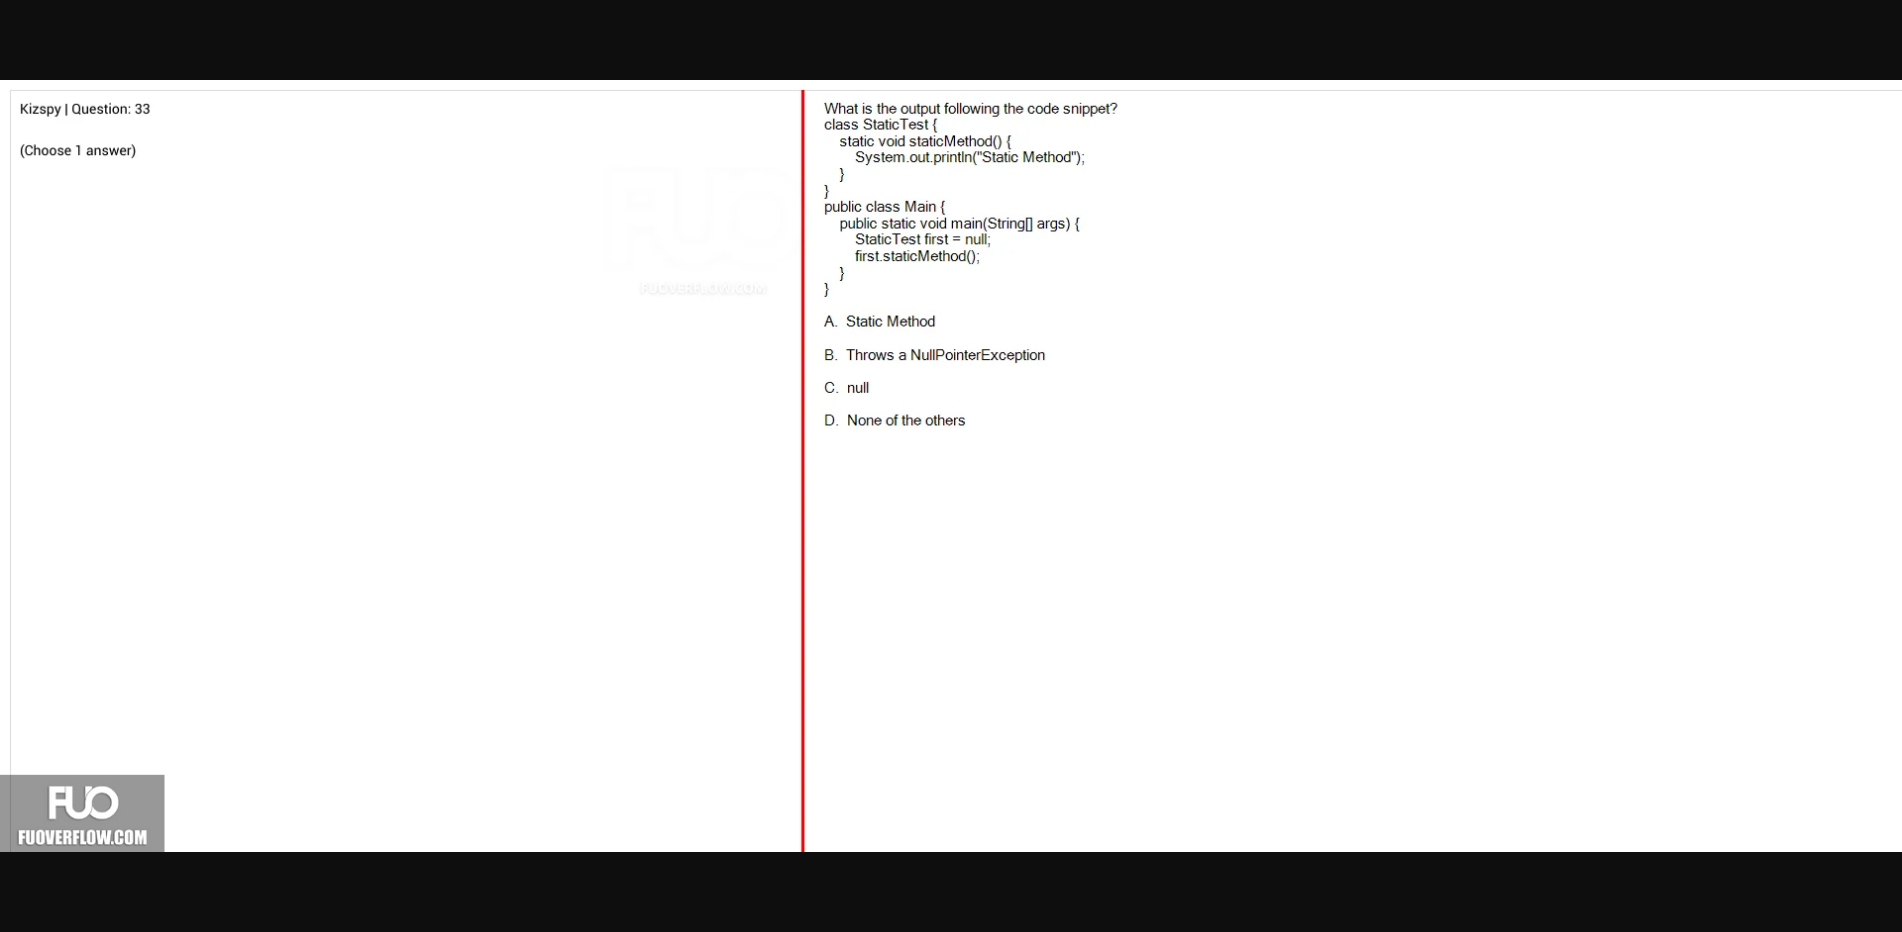 Kizspy | Question: 33
(Choose 1 answer)
What is the output following the code snippet?
class StaticTest {
static void staticMethod() {
System.out.println("Static Method");
}
}
public class Main {
public static void main(String[] args) {
StaticTest first = null;
first.staticMethod();
}
}
A. Static Method
B. Throws a NullPointerException
C. null
D. None of the others
FUO
FUOVERFLOW.COM
FUO
FUOVERFLOW.COM